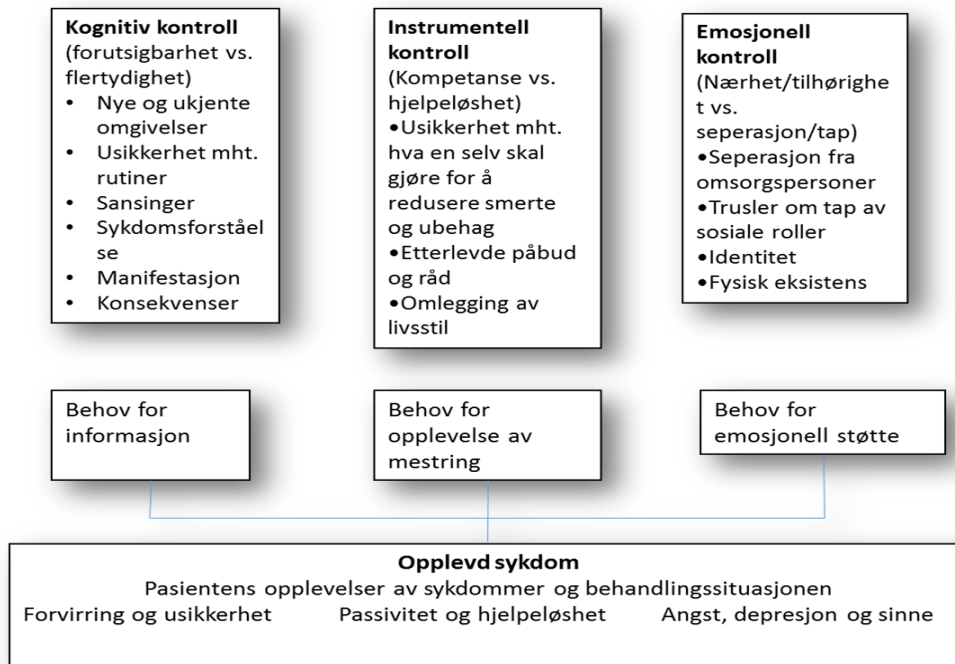 Kognitiv kontroll
(forutsigbarhet vs.
flertydighet)
• Nye og ukjente
omgivelser
• Usikkerhet mht.
rutiner
• Sansinger
• Sykdomsforståel
se
• Manifestasjon
• Konsekvenser
Instrumentell
kontroll
(Kompetanse vs.
hjelpeløshet)
•Usikkerhet mht.
hva en selv skal
gjøre for å
redusere smerte
og ubehag
•Etterlevde påbud
og råd
•Omlegging av
livsstil
Emosjonell
kontroll
(Nærhet/tilhørighe
t vs.
seperasjon/tap)
•Seperasjon fra
omsorgspersoner
•Trusler om tap av
sosiale roller
•Identitet
•Fysisk eksistens
Behov for
informasjon
Behov for
opplevelse av
mestring
Behov for
emosjonell støtte
Opplevd sykdom
Pasientens opplevelser av sykdommer og behandlingssituasjonen
Forvirring og usikkerhet Passivitet og hjelpeløshet Angst, depresjon og sinne